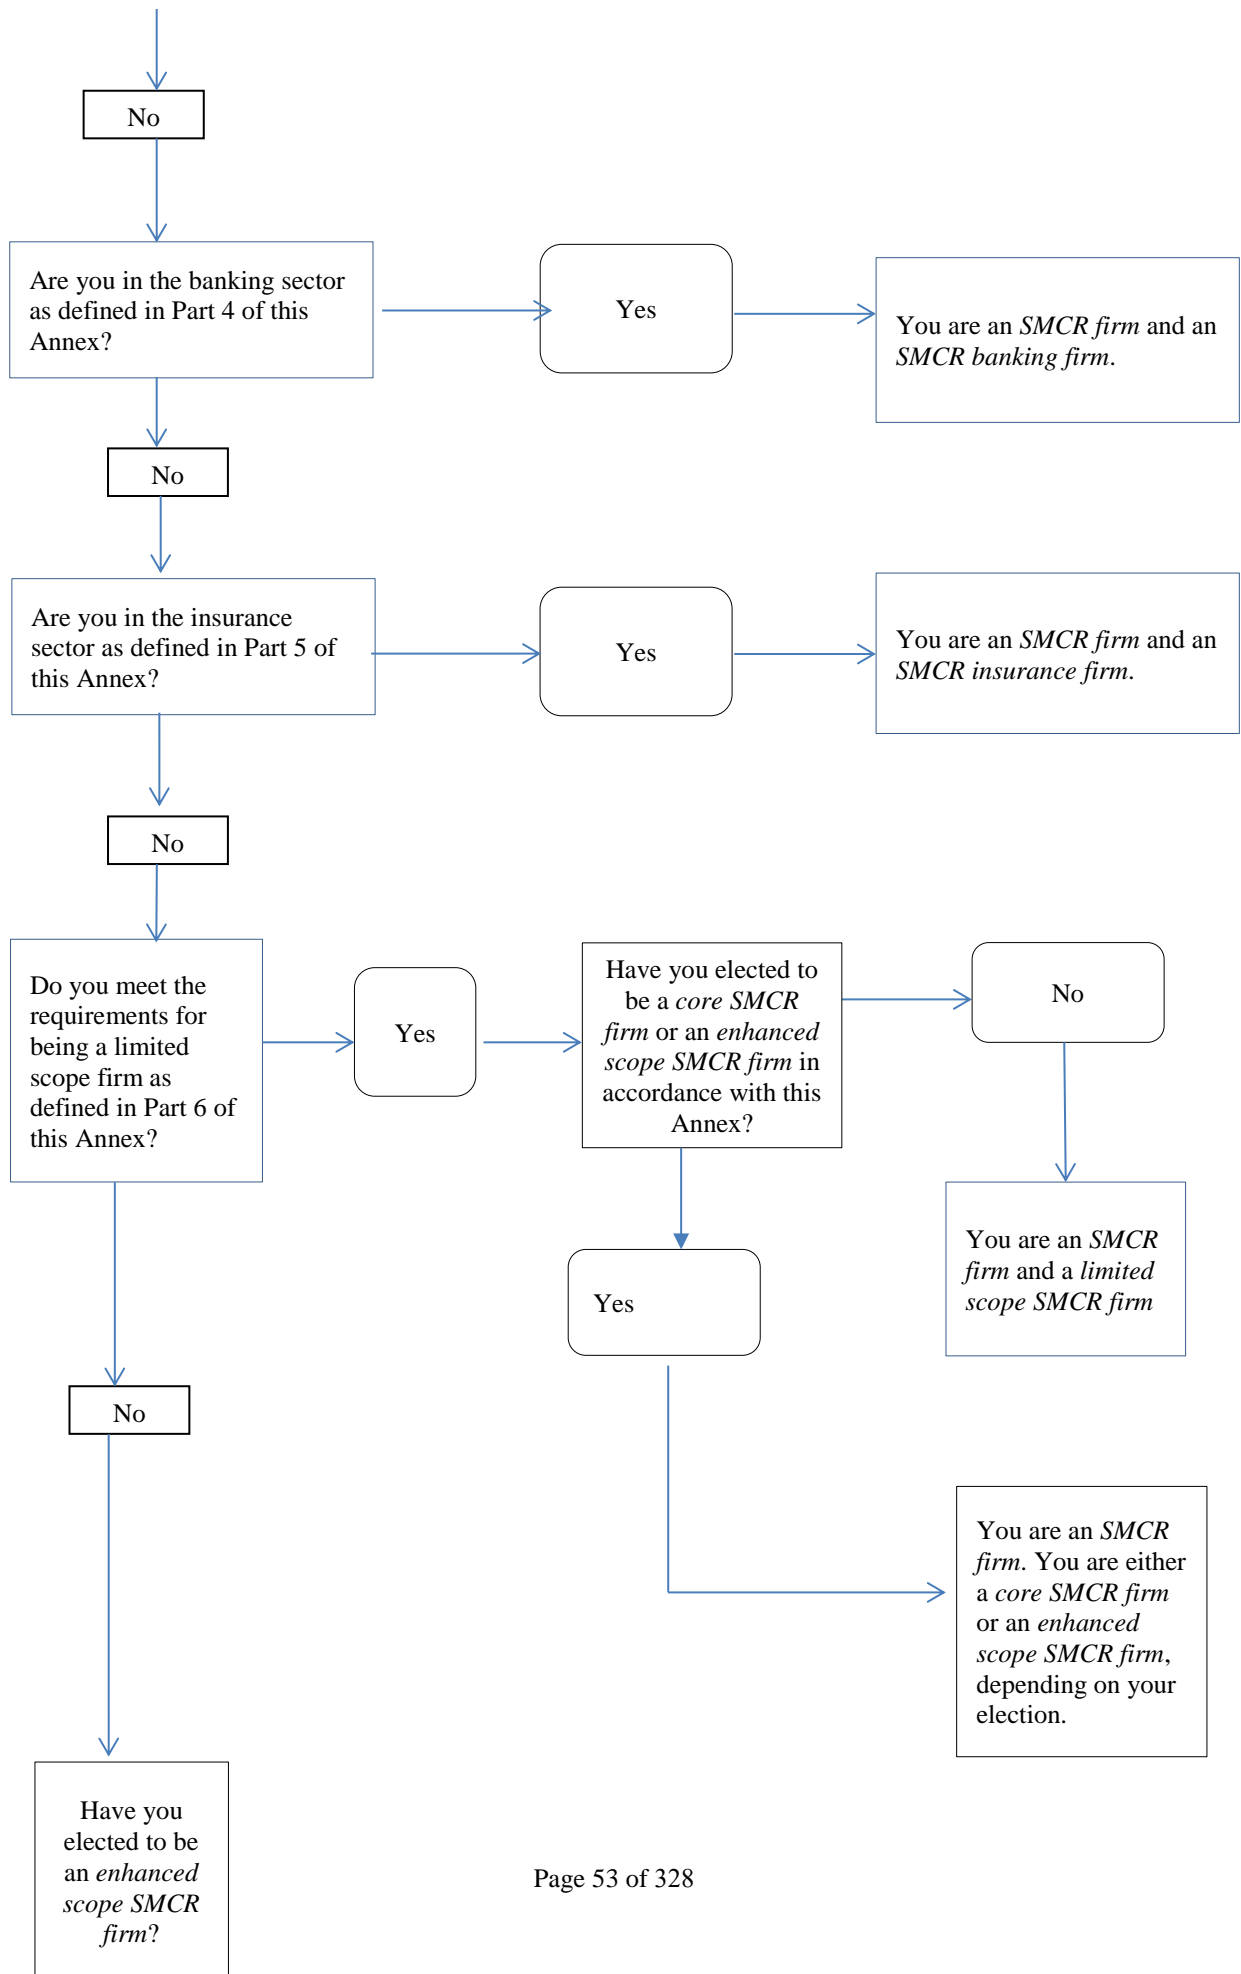 No
Are you in the banking sector
as defined in Part 4 of this
Annex?
Yes
You are an SMCR firm and an
SMCR banking firm.
No
Are you in the insurance
sector as defined in Part 5 of
this Annex?
Yes
You are an SMCR firm and an
SMCR insurance firm.
No
Do you meet the
requirements for
being a limited
scope firm as
defined in Part 6 of
this Annex?
Yes
Have you elected to
be a core SMCR
firm or an enhanced
scope SMCR firm in
accordance with this
Annex?
No
You are an SMCR
firm and a limited
scope SMCR firm
Yes
No
You are an SMCR
firm. You are either
a core SMCR firm
or an enhanced
scope SMCR firm,
depending on your
election.
Have you
elected to be
an enhanced
scope SMCR
firm?
Page 53 of 328